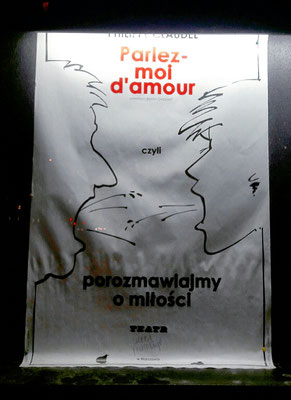 PHILIPPE CLAUDEL
Parlez-
moi
d'amour
czyli
porozmawiajmy
o miłości
TEATR